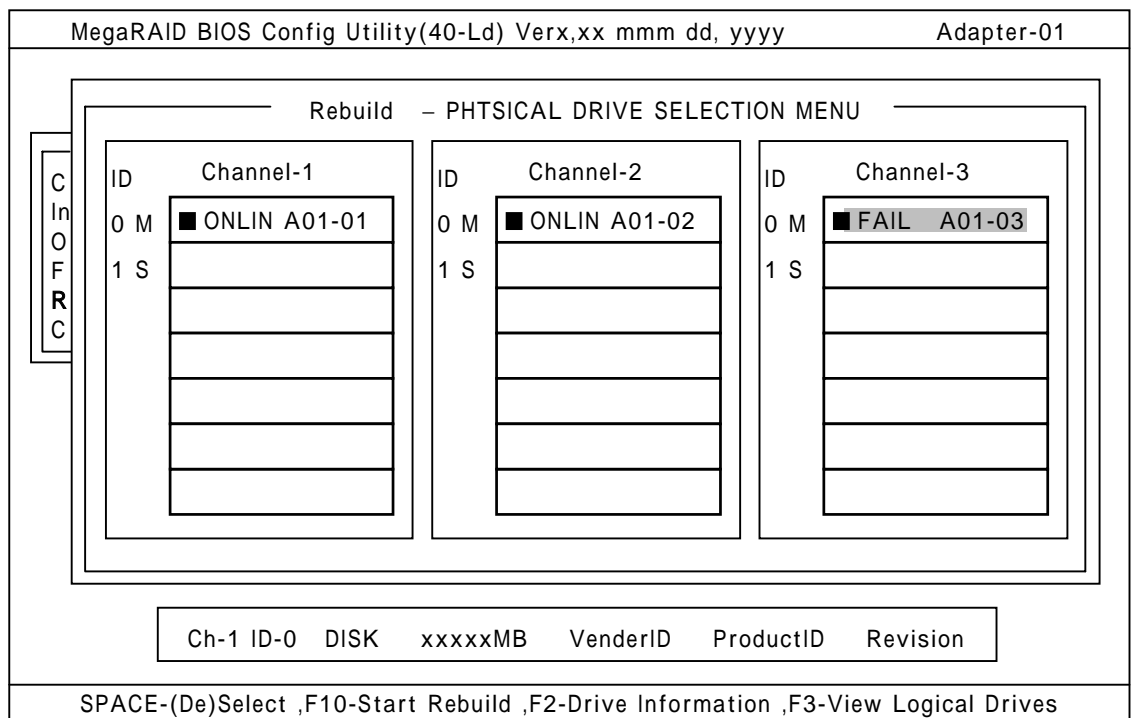 MegaRAID BIOS Config Utility(40-Ld) Verx,xx mmm dd, yyyy Adapter-01
Rebuild – PHTSICAL DRIVE SELECTION MENU
C
In
O
F
R
C
ID Channel-1
0 M ■ ONLIN A01-01
1 S
ID Channel-2
0 M ■ ONLIN A01-02
1 S
ID Channel-3
0 M ■ FAIL A01-03
1 S
Ch-1 ID-0 DISK xxxxxMB VenderID ProductID Revision
SPACE-(De)Select ,F10-Start Rebuild ,F2-Drive Information ,F3-View Logical Drives